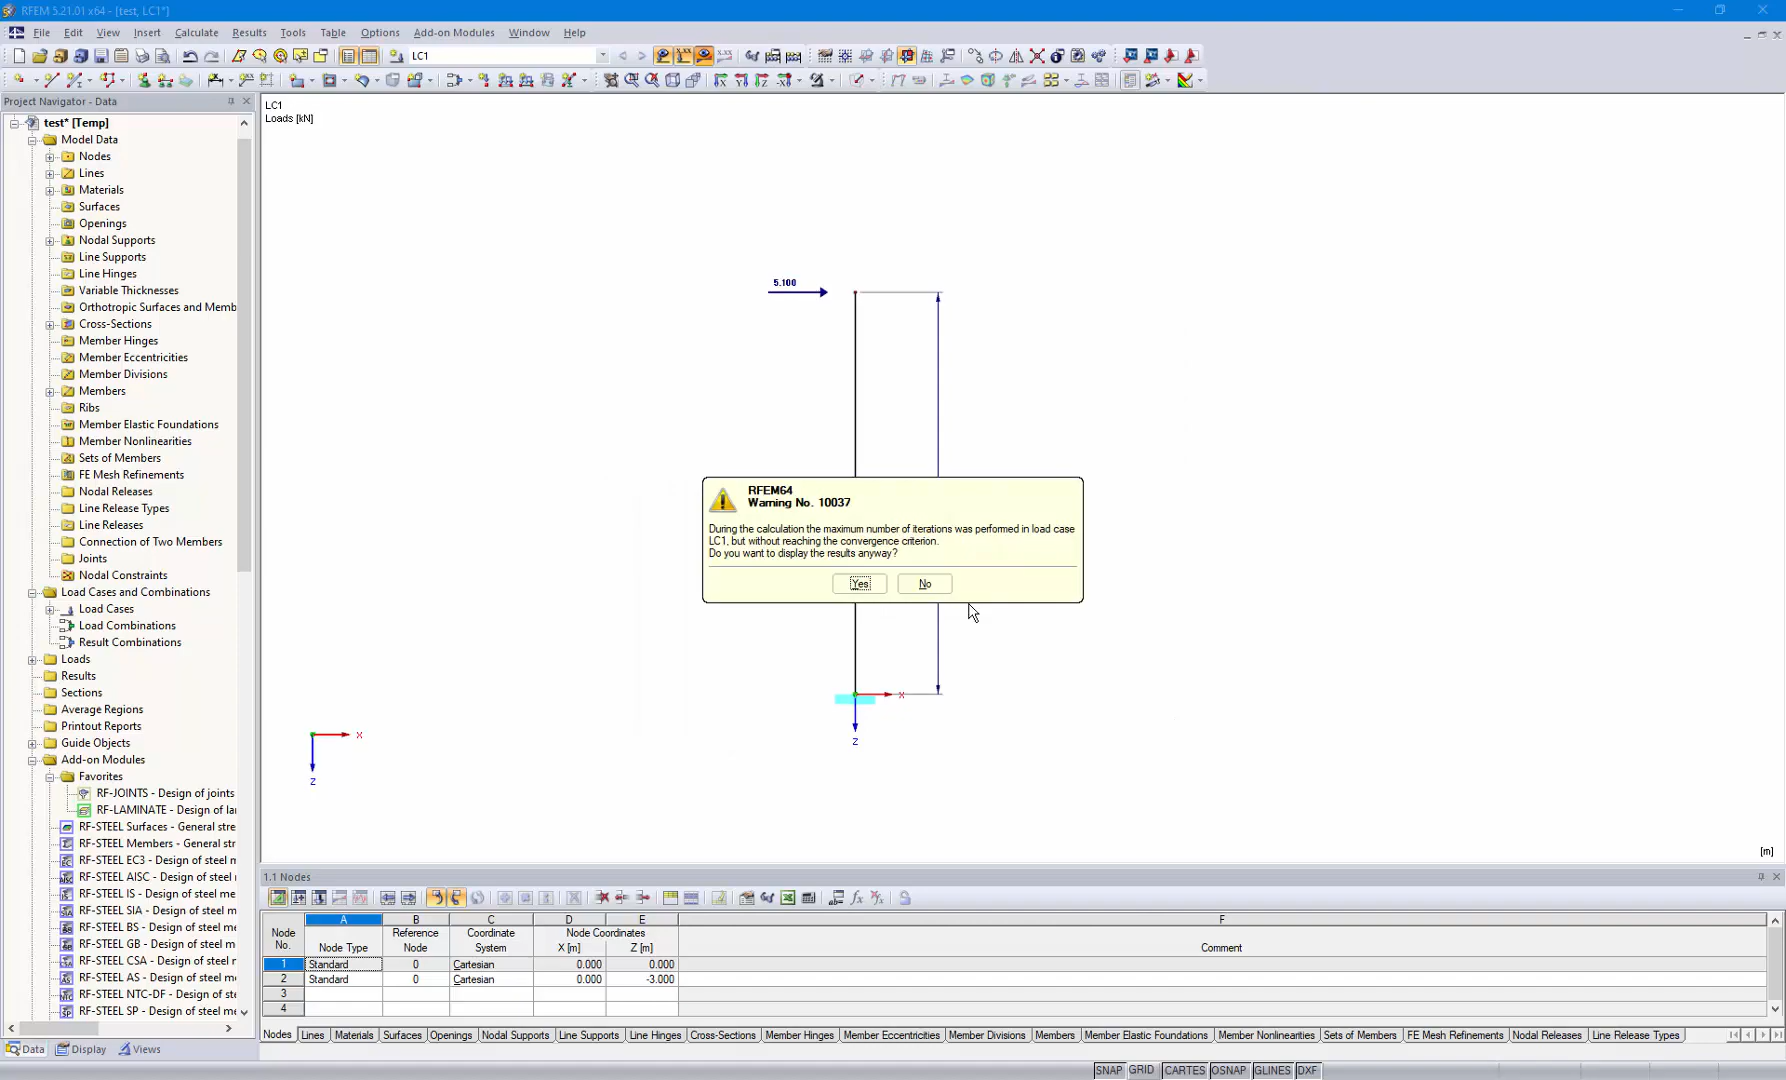 RFEM 5.21.01 x64 - [test, LC1*]
File Edit View Insert Calculate Results Tools Table Options Add-on Modules Window Help
LC1
Project Navigator - Data
test* [Temp]
Model Data
Nodes
Lines
Materials
Surfaces
Openings
Nodal Supports
Line Supports
Line Hinges
Variable Thicknesses
Orthotropic Surfaces and Memb
Cross-Sections
Member Hinges
Member Eccentricities
Member Divisions
Members
Ribs
Member Elastic Foundations
Member Nonlinearities
Sets of Members
FE Mesh Refinements
Nodal Releases
Line Release Types
Line Releases
Connection of Two Members
Joints
Nodal Constraints
Load Cases and Combinations
Load Cases
Load Combinations
Result Combinations
Loads
Results
Sections
Average Regions
Printout Reports
Guide Objects
Add-on Modules
Favorites
RF-JOINTS - Design of joints
RF-LAMINATE - Design of la
RF-STEEL Surfaces - General stre
RF-STEEL Members - General str
RF-STEEL EC3 - Design of steel m
RF-STEEL AISC - Design of steel
RF-STEEL IS - Design of steel me
RF-STEEL SIA - Design of steel m
RF-STEEL BS - Design of steel m
RF-STEEL GB - Design of steel m
RF-STEEL CSA - Design of steel m
RF-STEEL AS - Design of steel me
RF-STEEL NTC-DF - Design of ste
RF-STEEL SP - Design of steel me
Data Display Views
LC1
Loads [kN]
5.100
RFEM64
Warning No. 10037
During the calculation the maximum number of iterations was performed in load case
LC1, but without reaching the convergence criterion.
Do you want to display the results anyway?
Yes No
X
Z
X
Z
[m]
1.1 Nodes
A B C D E F
Node Reference Coordinate Node Coordinates
No. Node Type Node System X [m] Z [m] Comment
1 Standard 0 Cartesian 0.000 0.000
2 Standard 0 Cartesian 0.000 -3.000
3
4
Nodes Lines Materials Surfaces Openings Nodal Supports Line Supports Line Hinges Cross-Sections Member Hinges Member Eccentricities Member Divisions Members Member Elastic Foundations Member Nonlinearities Sets of Members FE Mesh Refinements Nodal Releases Line Release Types
SNAP GRID CARTES OSNAP GLINES DXF